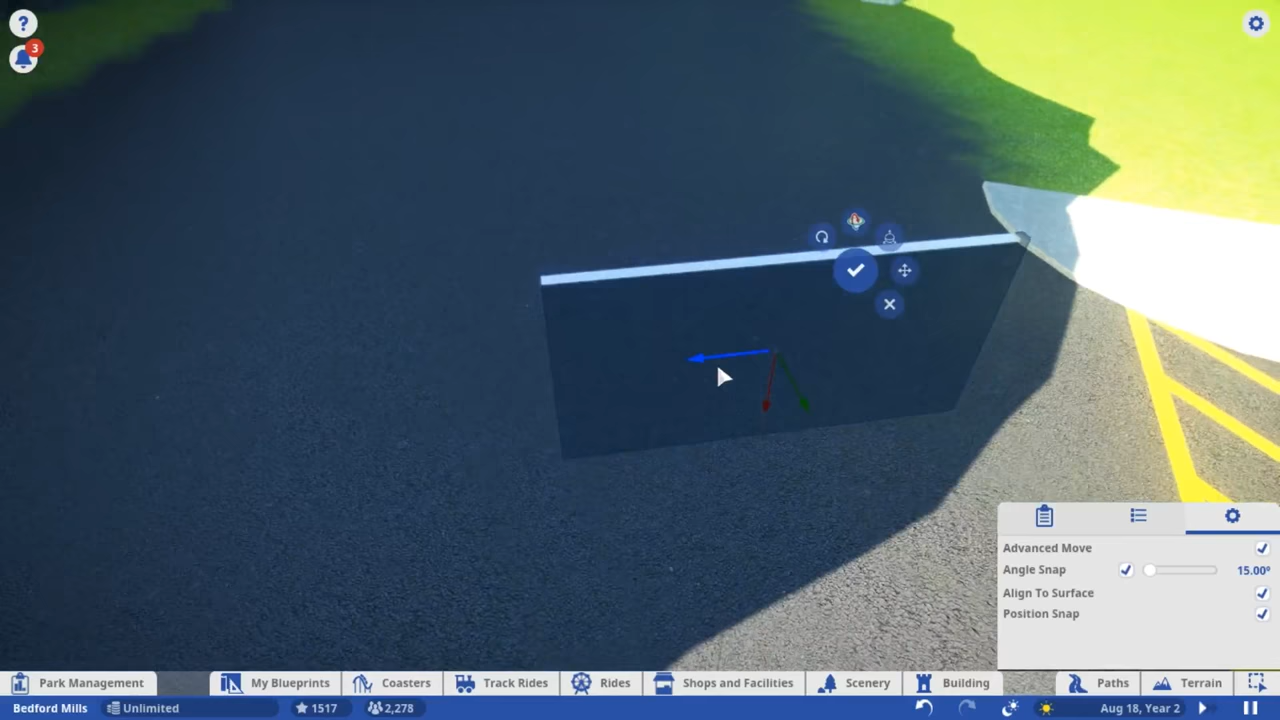 ?
3
Advanced Move
Angle Snap 15.00°
Align To Surface
Position Snap
Park Management My Blueprints Coasters Track Rides Rides Shops and Facilities Scenery Building Paths Terrain
Bedford Mills Unlimited 1517 2,278 Aug 18, Year 2